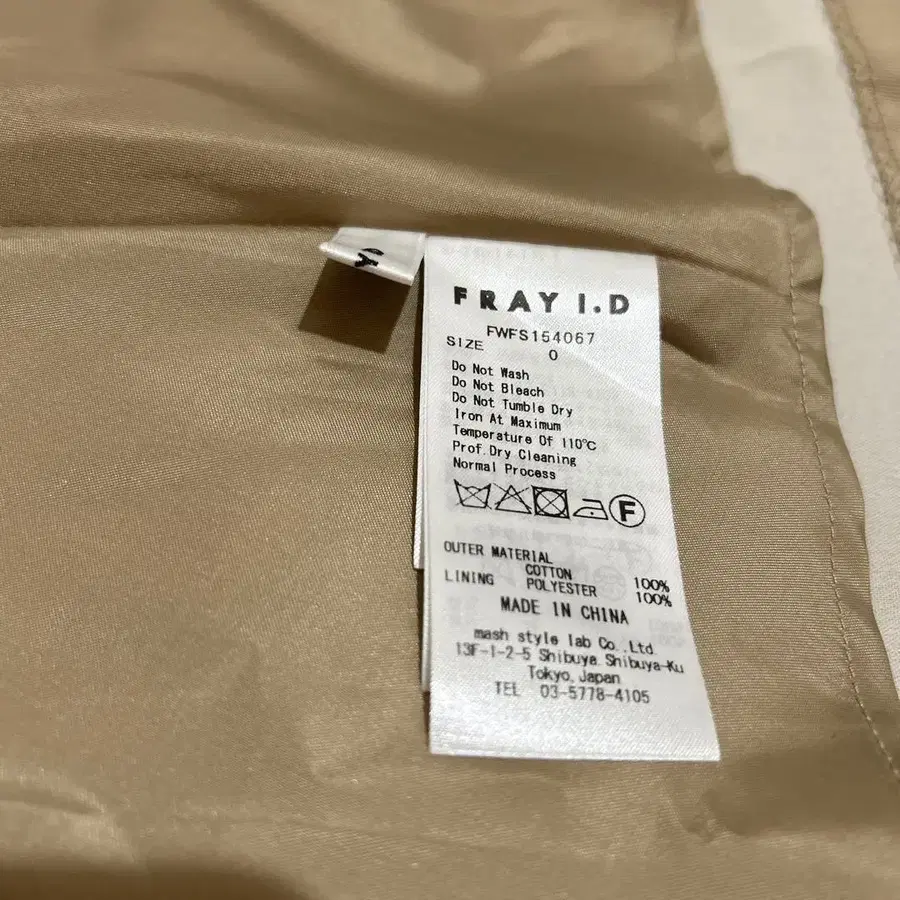 FRAY I.D
FWFS154067
SIZE 0
Do Not Wash
Do Not Bleach
Do Not Tumble Dry
Iron At Maximum
Temperature Of 110℃
Prof.Dry Cleaning
Normal Process
F
OUTER MATERIAL
COTTON 100%
LINING POLYESTER 100%
MADE IN CHINA
mash style lab Co.,Ltd.
13F-1-2-5 Shibuya.Shibuya-Ku
Tokyo,Japan
TEL 03-5778-4105